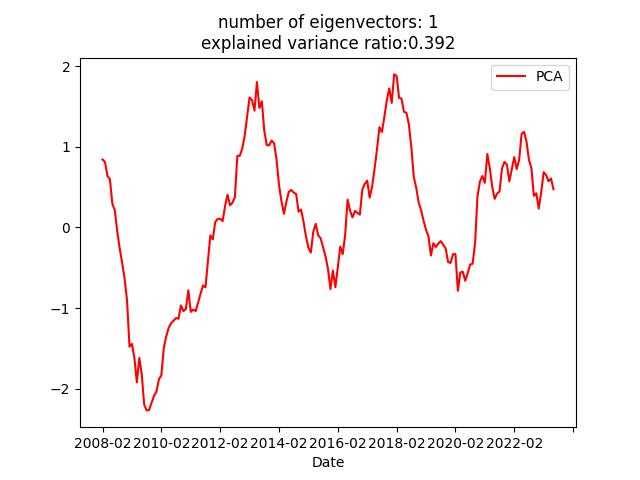 number of eigenvectors: 1
explained variance ratio:0.392
PCA
2
1
0
−1
−2
2008-02 2010-02 2012-02 2014-02 2016-02 2018-02 2020-02 2022-02
Date